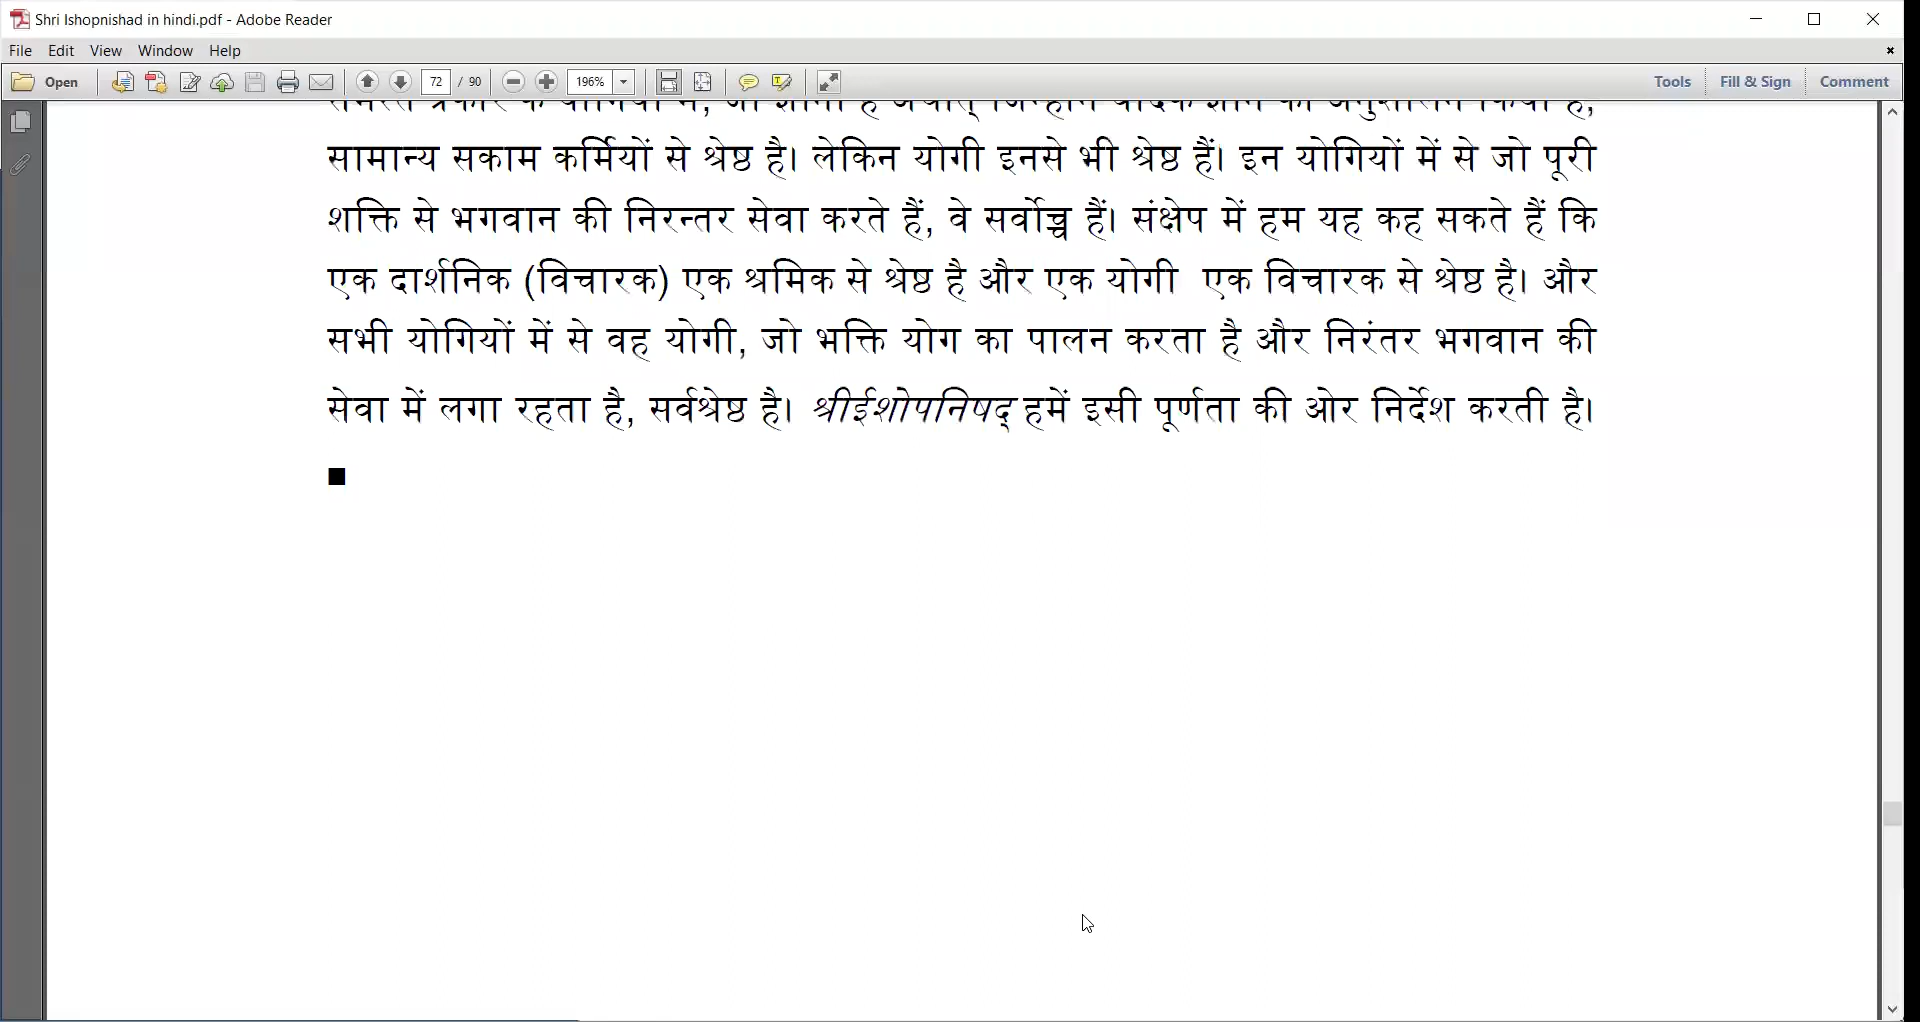 Shri Ishopnishad in hindi.pdf - Adobe Reader
File Edit View Window Help
Open 72 / 90 196% Tools Fill & Sign Comment
सामान्य सकाम कर्मियों से श्रेष्ठ है। लेकिन योगी इनसे भी श्रेष्ठ हैं। इन योगियों में से जो पूरी
शक्ति से भगवान की निरन्तर सेवा करते हैं, वे सर्वोच्च हैं। संक्षेप में हम यह कह सकते हैं कि
एक दार्शनिक (विचारक) एक श्रमिक से श्रेष्ठ है और एक योगी एक विचारक से श्रेष्ठ है। और
सभी योगियों में से वह योगी, जो भक्ति योग का पालन करता है और निरंतर भगवान की
सेवा में लगा रहता है, सर्वश्रेष्ठ है। श्रीईशोपनिषद् हमें इसी पूर्णता की ओर निर्देश करती है।